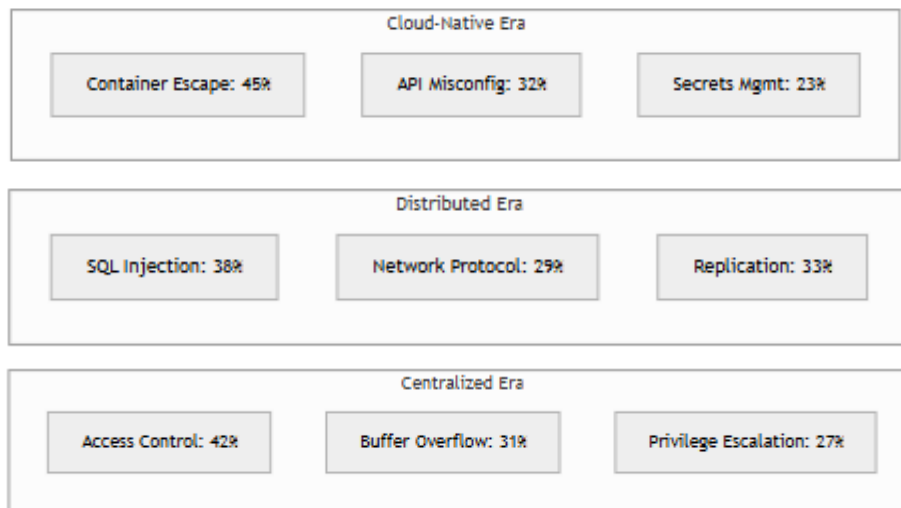 Cloud-Native Era
Container Escape: 45%
API Misconfig: 32%
Secrets Mgmt: 23%
Distributed Era
SQL Injection: 38%
Network Protocol: 29%
Replication: 33%
Centralized Era
Access Control: 42%
Buffer Overflow: 31%
Privilege Escalation: 27%